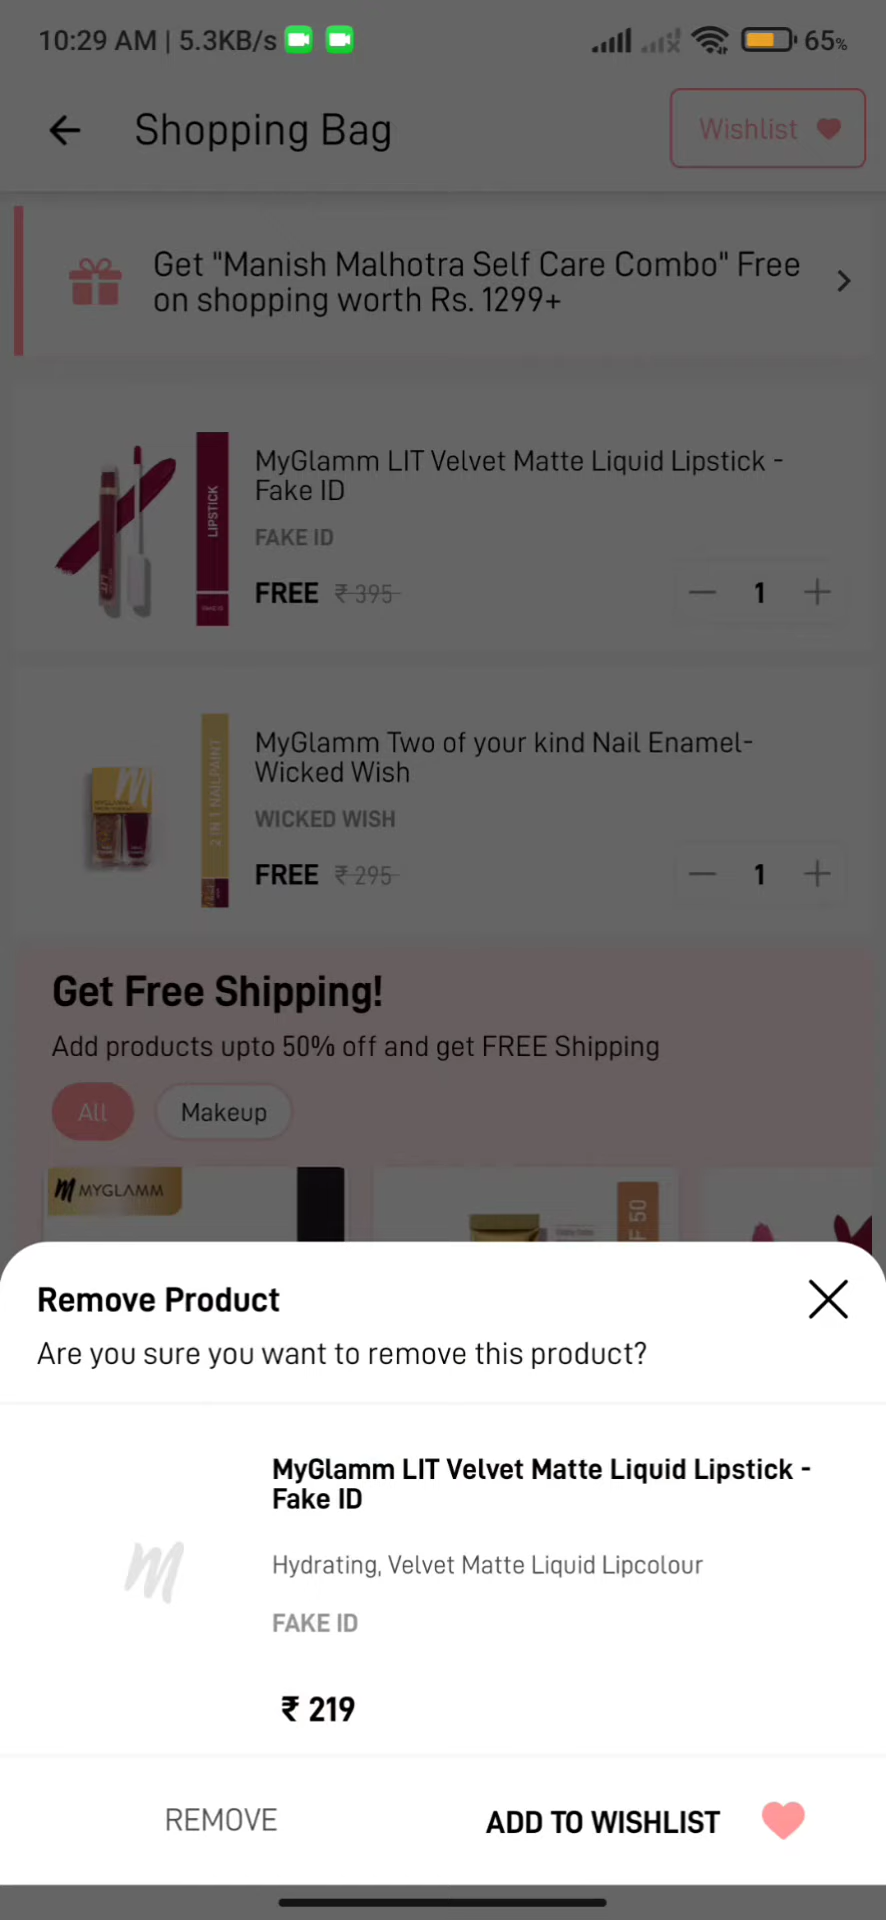 10:29 AM | 5.3KB/s
65%
Shopping Bag
Wishlist
Get "Manish Malhotra Self Care Combo" Free
on shopping worth Rs. 1299+
LIPSTICK
MyGlamm LIT Velvet Matte Liquid Lipstick -
Fake ID
FAKE ID
FREE ₹ 395
1
2 IN 1 NAILPAINT
MyGlamm Two of your kind Nail Enamel-
Wicked Wish
WICKED WISH
FREE ₹ 295
1
Get Free Shipping!
Add products upto 50% off and get FREE Shipping
All
Makeup
MYGLAMM
F 50
Remove Product
Are you sure you want to remove this product?
MyGlamm LIT Velvet Matte Liquid Lipstick -
Fake ID
Hydrating, Velvet Matte Liquid Lipcolour
FAKE ID
₹ 219
REMOVE
ADD TO WISHLIST